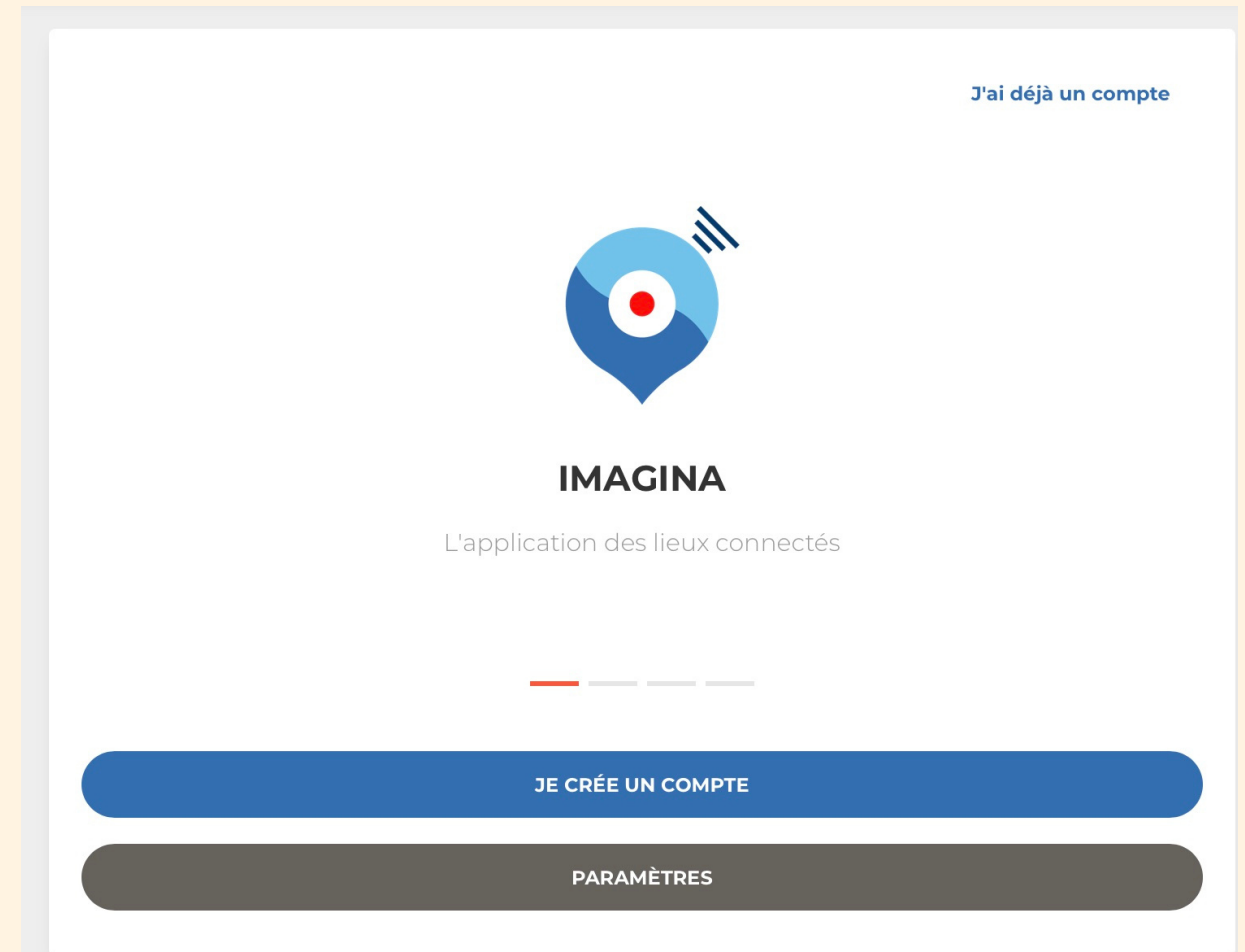 J'ai déjà un compte
IMAGINA
L'application des lieux connectés
JE CRÉE UN COMPTE
PARAMÈTRES